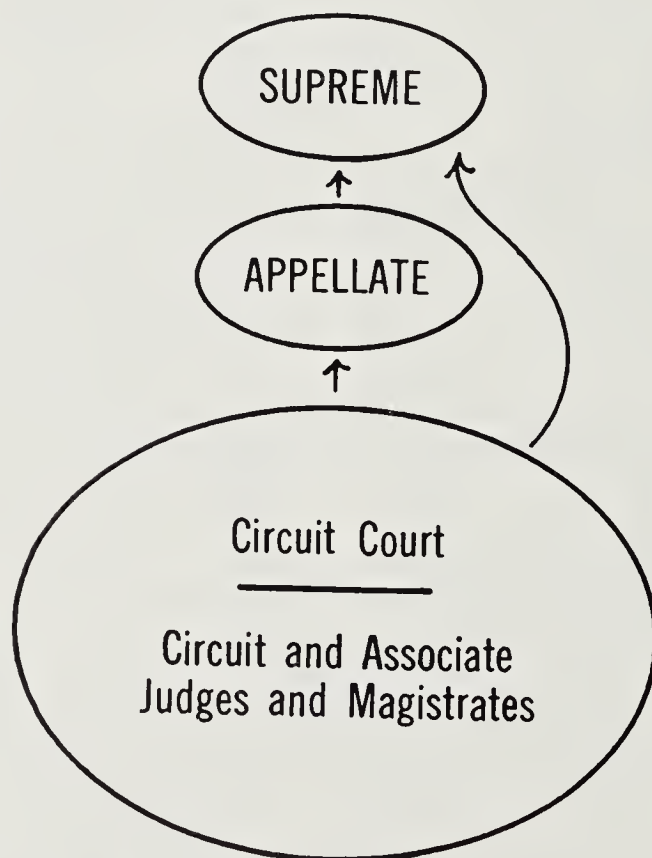 SUPREME
APPELLATE
Circuit Court
Circuit and Associate
Judges and Magistrates